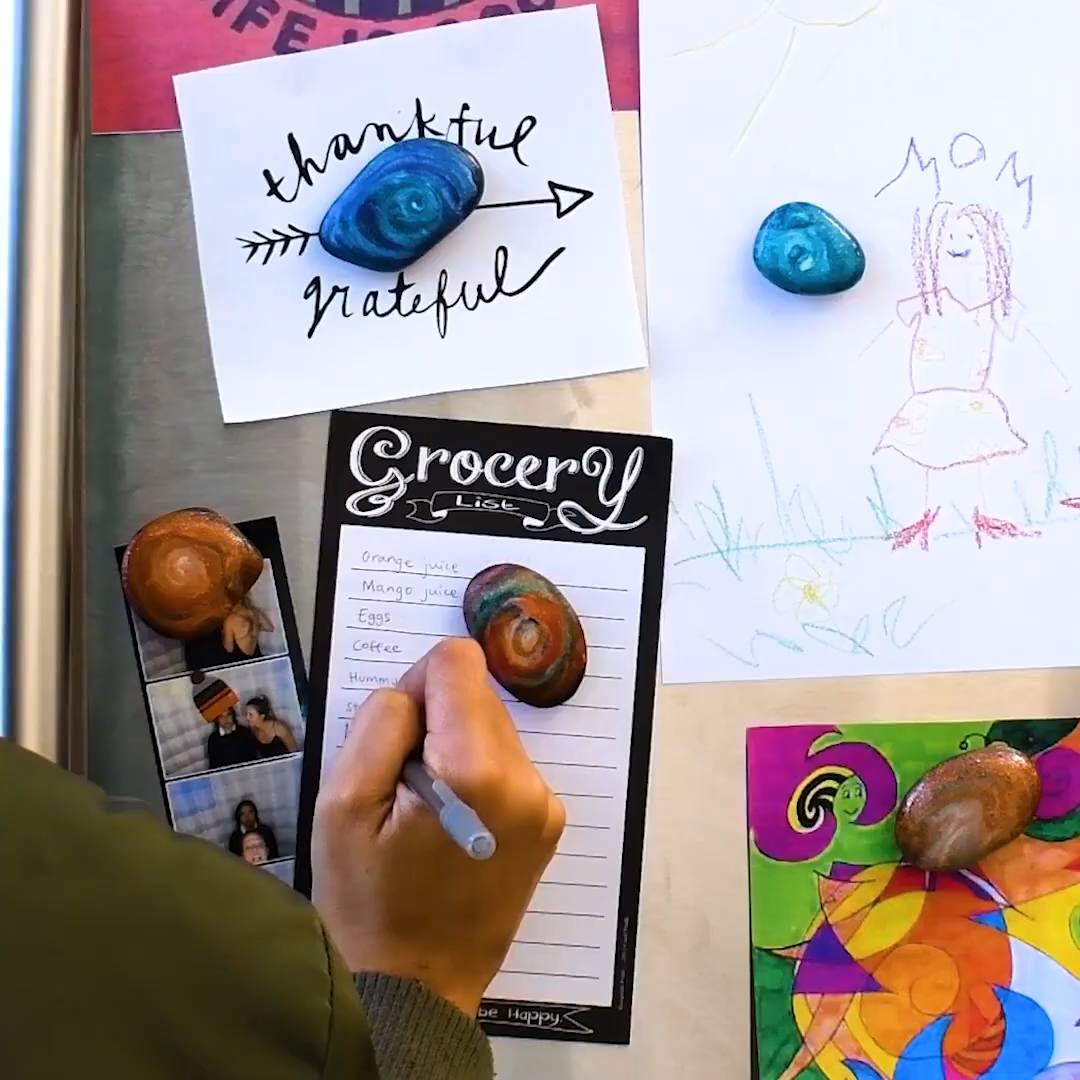 thankful
grateful
MOM
Grocery
List
Orange juice
Mango juice
Eggs
Coffee
be Happy.